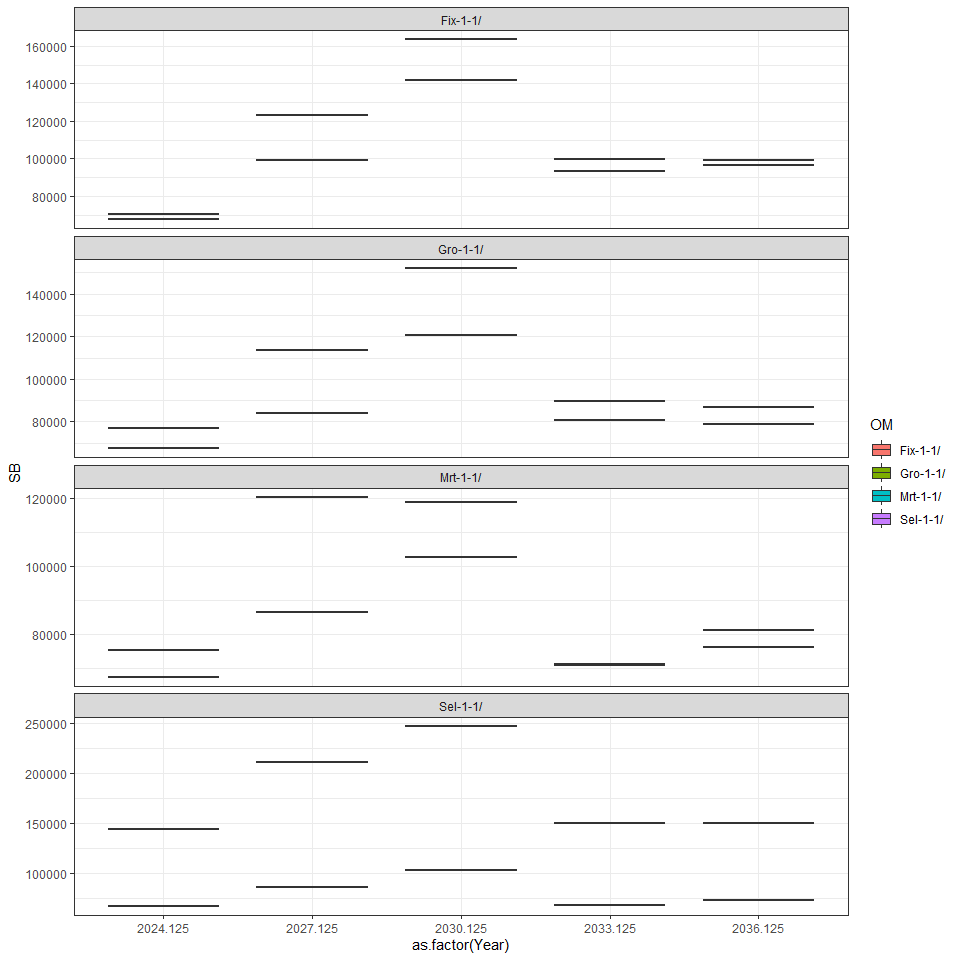 Fix-1-1/
160000
140000
120000
100000
80000
Gro-1-1/
140000
120000
100000
80000
Mrt-1-1/
120000
100000
80000
Sel-1-1/
250000
200000
150000
100000
SB
2024.125 2027.125 2030.125 2033.125 2036.125
as.factor(Year)
OM
Fix-1-1/
Gro-1-1/
Mrt-1-1/
Sel-1-1/